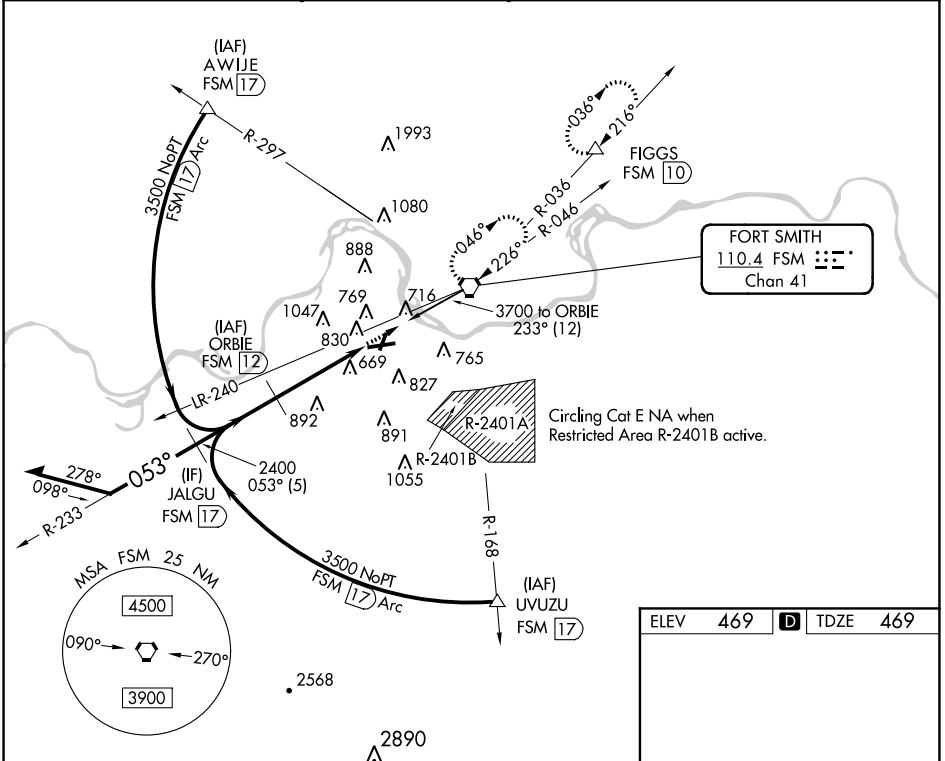 (IAF)
AWIJE
FSM 17
R-297
3500 NoPT
FSM 17 Arc
1993
1080
888
769
716
1047
830
669
765
827
892
891
1055
036°
216°
FIGGS
FSM 10
R-036
R-046
046°
226°
FORT SMITH
110.4 FSM
Chan 41
3700 to ORBIE
233° (12)
(IAF)
ORBIE
FSM 12
LR-240
R-2401A
R-2401B
Circling Cat E NA when
Restricted Area R-2401B active.
053°
278°
098°
R-233
(IF)
JALGU
FSM 17
2400
053° (5)
R-168
3500 NoPT
FSM 17 Arc
(IAF)
UVUZU
FSM 17
MSA FSM 25 NM
4500
090°
270°
3900
2568
2890
ELEV 469 D TDZE 469